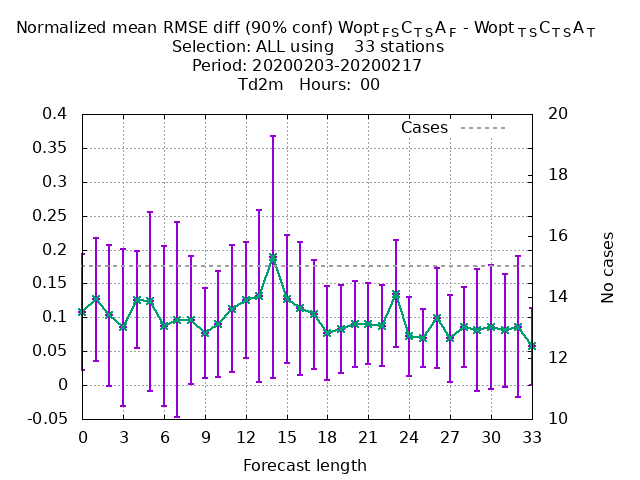 Normalized mean RMSE diff (90% conf) Wopt FS C TS A F - Wopt TS C TS A T
Selection: ALL using 33 stations
Period: 20200203-20200217
Td2m Hours: 00
0.4
0.35
0.3
0.25
0.2
0.15
0.1
0.05
0
-0.05
Cases
20
18
16
14
12
10
No cases
0 3 6 9 12 15 18 21 24 27 30 33
Forecast length